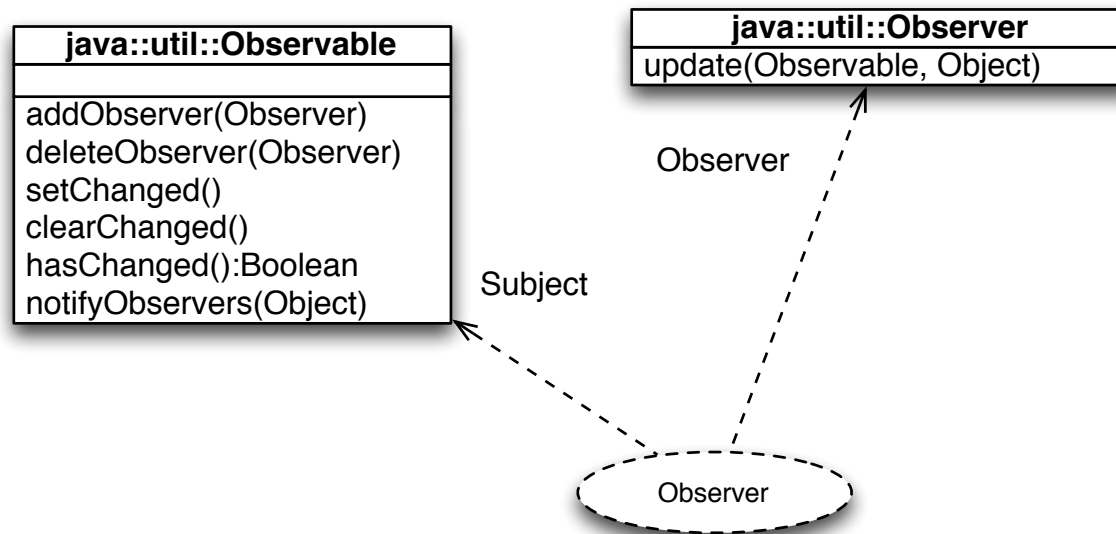 java::util::Observable
addObserver(Observer)
deleteObserver(Observer)
setChanged()
clearChanged()
hasChanged():Boolean
notifyObservers(Object)
java::util::Observer
update(Observable, Object)
Observer
Subject
Observer